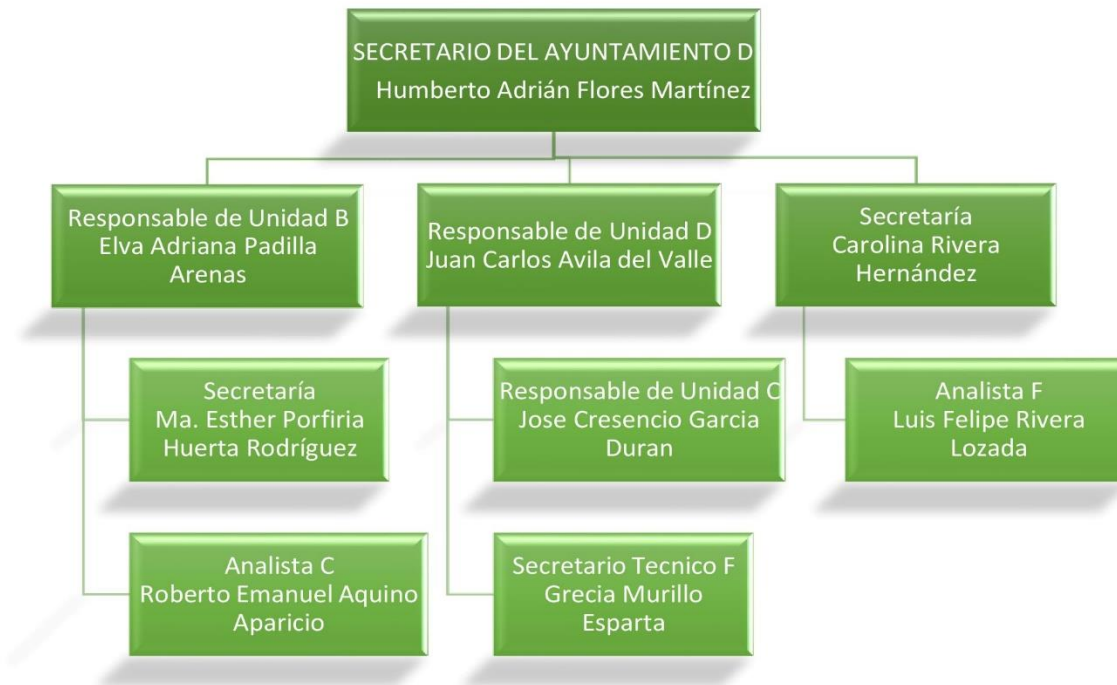 SECRETARIO DEL AYUNTAMIENTO D
Humberto Adrián Flores Martínez
Responsable de Unidad B
Elva Adriana Padilla
Arenas
Responsable de Unidad D
Juan Carlos Avila del Valle
Secretaría
Carolina Rivera
Hernández
Secretaría
Ma. Esther Porfiria
Huerta Rodríguez
Responsable de Unidad C
Jose Cresencio Garcia
Duran
Analista F
Luis Felipe Rivera
Lozada
Analista C
Roberto Emanuel Aquino
Aparicio
Secretario Tecnico F
Grecia Murillo
Esparta